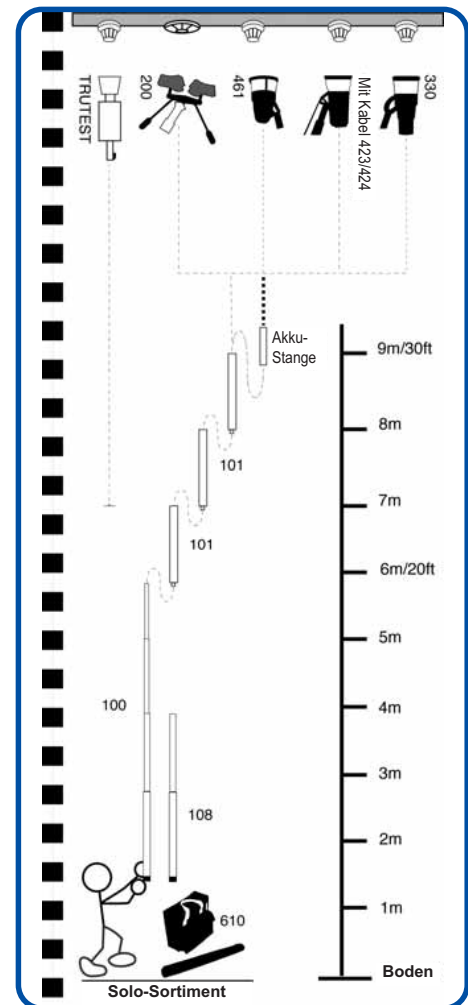 TRUTEST
200
461
Mit Kabel 423/424
330
Akku-
Stange
9m/30ft
8m
101
7m
101
6m/20ft
5m
100
4m
3m
108
2m
610
1m
Boden
Solo-Sortiment